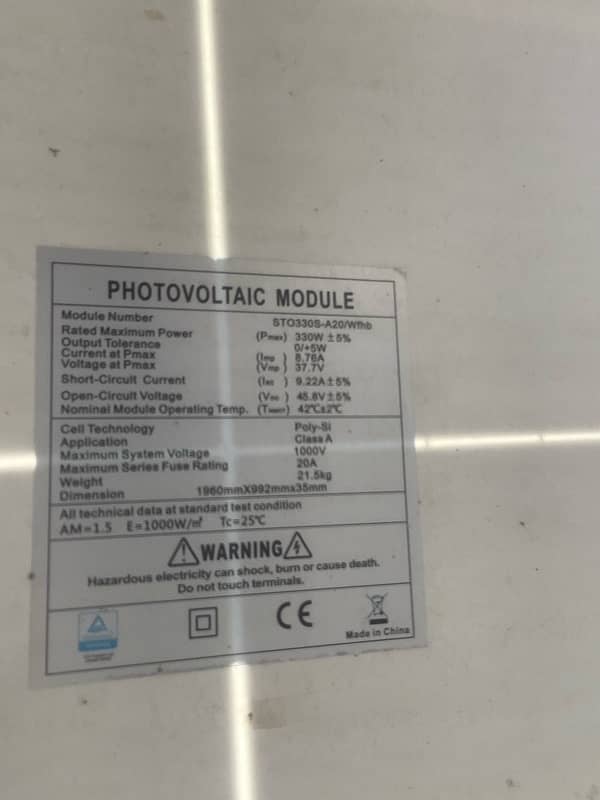 PHOTOVOLTAIC MODULE
Module Number STO330S-A20/Wfhb
Rated Maximum Power (Pmax) 330W ±5%
Output Tolerance 0/+5W
Current at Pmax (Imp) 8.76A
Voltage at Pmax (Vmp) 37.7V
Short-Circuit Current (Isc) 9.22A±5%
Open-Circuit Voltage (Voc) 45.8V±5%
Nominal Module Operating Temp. 42℃±2℃
Cell Technology Poly-Si
Application Class A
Maximum System Voltage 1000V
Maximum Series Fuse Rating 20A
Weight 21.5kg
Dimension 1960mmX992mmx35mm
All technical data at standard test condition
AM=1.5 E=1000W/㎡ Tc=25℃
WARNING
Hazardous electricity can shock, burn or cause death.
Do not touch terminals.
CE
Made in China